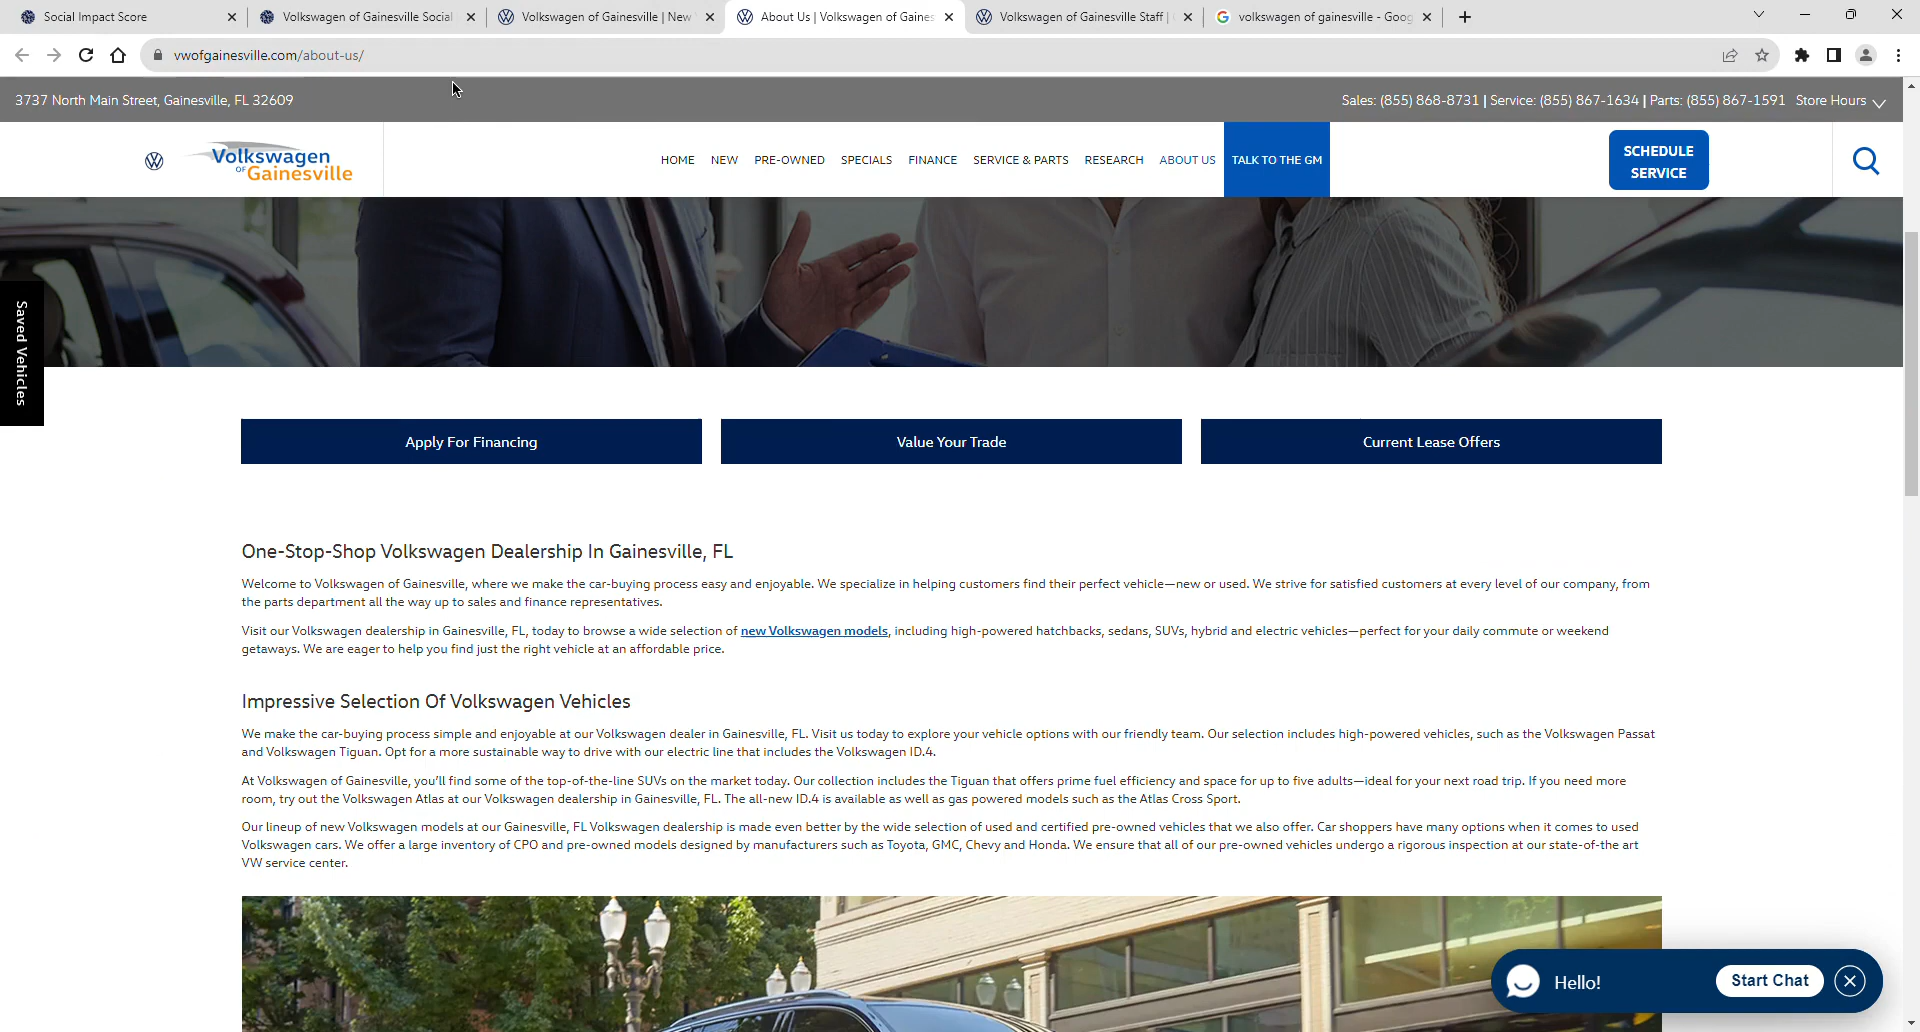 Social Impact Score
Volkswagen of Gainesville Social
Volkswagen of Gainesville | New
About Us | Volkswagen of Gaines
Volkswagen of Gainesville Staff |
volkswagen of gainesville - Goog
vwofgainesville.com/about-us/
3737 North Main Street, Gainesville, FL 32609
Sales: (855) 868-8731 | Service: (855) 867-1634 | Parts: (855) 867-1591 Store Hours
Volkswagen
OF Gainesville
HOME NEW PRE-OWNED SPECIALS FINANCE SERVICE & PARTS RESEARCH ABOUT US TALK TO THE GM
SCHEDULE
SERVICE
Saved Vehicles
Apply For Financing
Value Your Trade
Current Lease Offers
One-Stop-Shop Volkswagen Dealership In Gainesville, FL
Welcome to Volkswagen of Gainesville, where we make the car-buying process easy and enjoyable. We specialize in helping customers find their perfect vehicle—new or used. We strive for satisfied customers at every level of our company, from
the parts department all the way up to sales and finance representatives.
Visit our Volkswagen dealership in Gainesville, FL, today to browse a wide selection of new Volkswagen models, including high-powered hatchbacks, sedans, SUVs, hybrid and electric vehicles—perfect for your daily commute or weekend
getaways. We are eager to help you find just the right vehicle at an affordable price.
Impressive Selection Of Volkswagen Vehicles
We make the car-buying process simple and enjoyable at our Volkswagen dealer in Gainesville, FL. Visit us today to explore your vehicle options with our friendly team. Our selection includes high-powered vehicles, such as the Volkswagen Passat
and Volkswagen Tiguan. Opt for a more sustainable way to drive with our electric line that includes the Volkswagen ID.4.
At Volkswagen of Gainesville, you'll find some of the top-of-the-line SUVs on the market today. Our collection includes the Tiguan that offers prime fuel efficiency and space for up to five adults—ideal for your next road trip. If you need more
room, try out the Volkswagen Atlas at our Volkswagen dealership in Gainesville, FL. The all-new ID.4 is available as well as gas powered models such as the Atlas Cross Sport.
Our lineup of new Volkswagen models at our Gainesville, FL Volkswagen dealership is made even better by the wide selection of used and certified pre-owned vehicles that we also offer. Car shoppers have many options when it comes to used
Volkswagen cars. We offer a large inventory of CPO and pre-owned models designed by manufacturers such as Toyota, GMC, Chevy and Honda. We ensure that all of our pre-owned vehicles undergo a rigorous inspection at our state-of-the art
VW service center.
Hello!
Start Chat